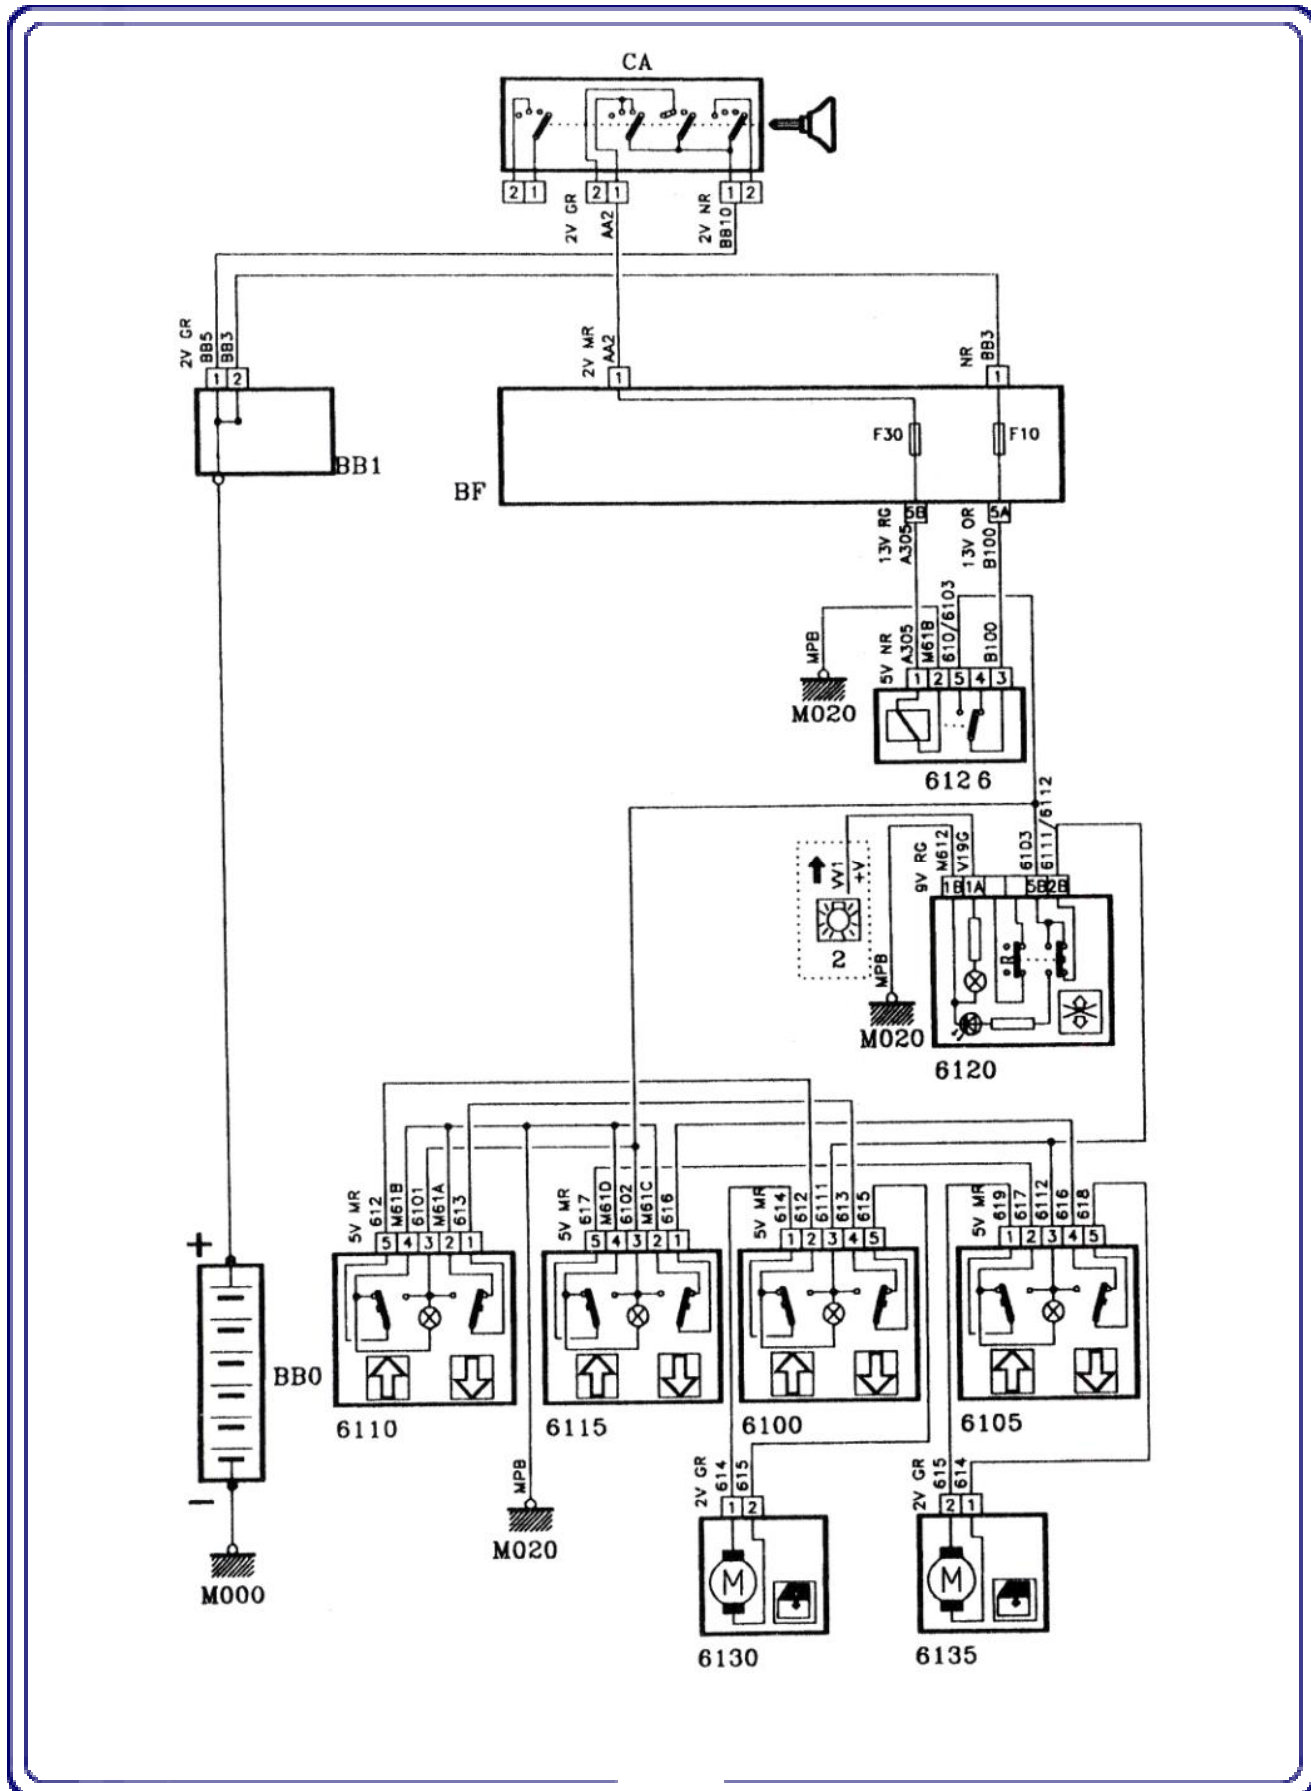 CA
2 1 2 1 1 2
2V GR AA2 2V NR BB10
2V GR BB5 BB3 2V MR AA2 NR BB3
1 2 1 1
F30 F10
BB1
BF
5B 5A
13V RG A305 13V OR B100
MPB 5V NR A305 M61B 610/6103 B100
1 2 5 4 3
M020
6126
9V RG M612 V19G 6103 6111/6112
VV1 +V
1B 1A 5B 2B
2
R
MPB
M020
6120
5V MR 612 M61B 6101 M61A 613
5V MR 617 M61D 6102 M61C 616
5V MR 614 612 6111 613 615
5V MR 619 617 6112 616 618
5 4 3 2 1
5 4 3 2 1
1 2 3 4 5
1 2 3 4 5
+
BB0
6110 6115 6100 6105
MPB
2V GR 614 615
2V GR 615 614
−
1 2
2 1
M020
M000
M
M
6130
6135